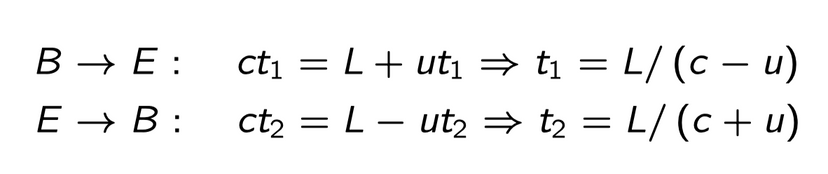 B → E : ct₁ = L + ut₁ ⇒ t₁ = L/(c − u)
E → B : ct₂ = L − ut₂ ⇒ t₂ = L/(c + u)